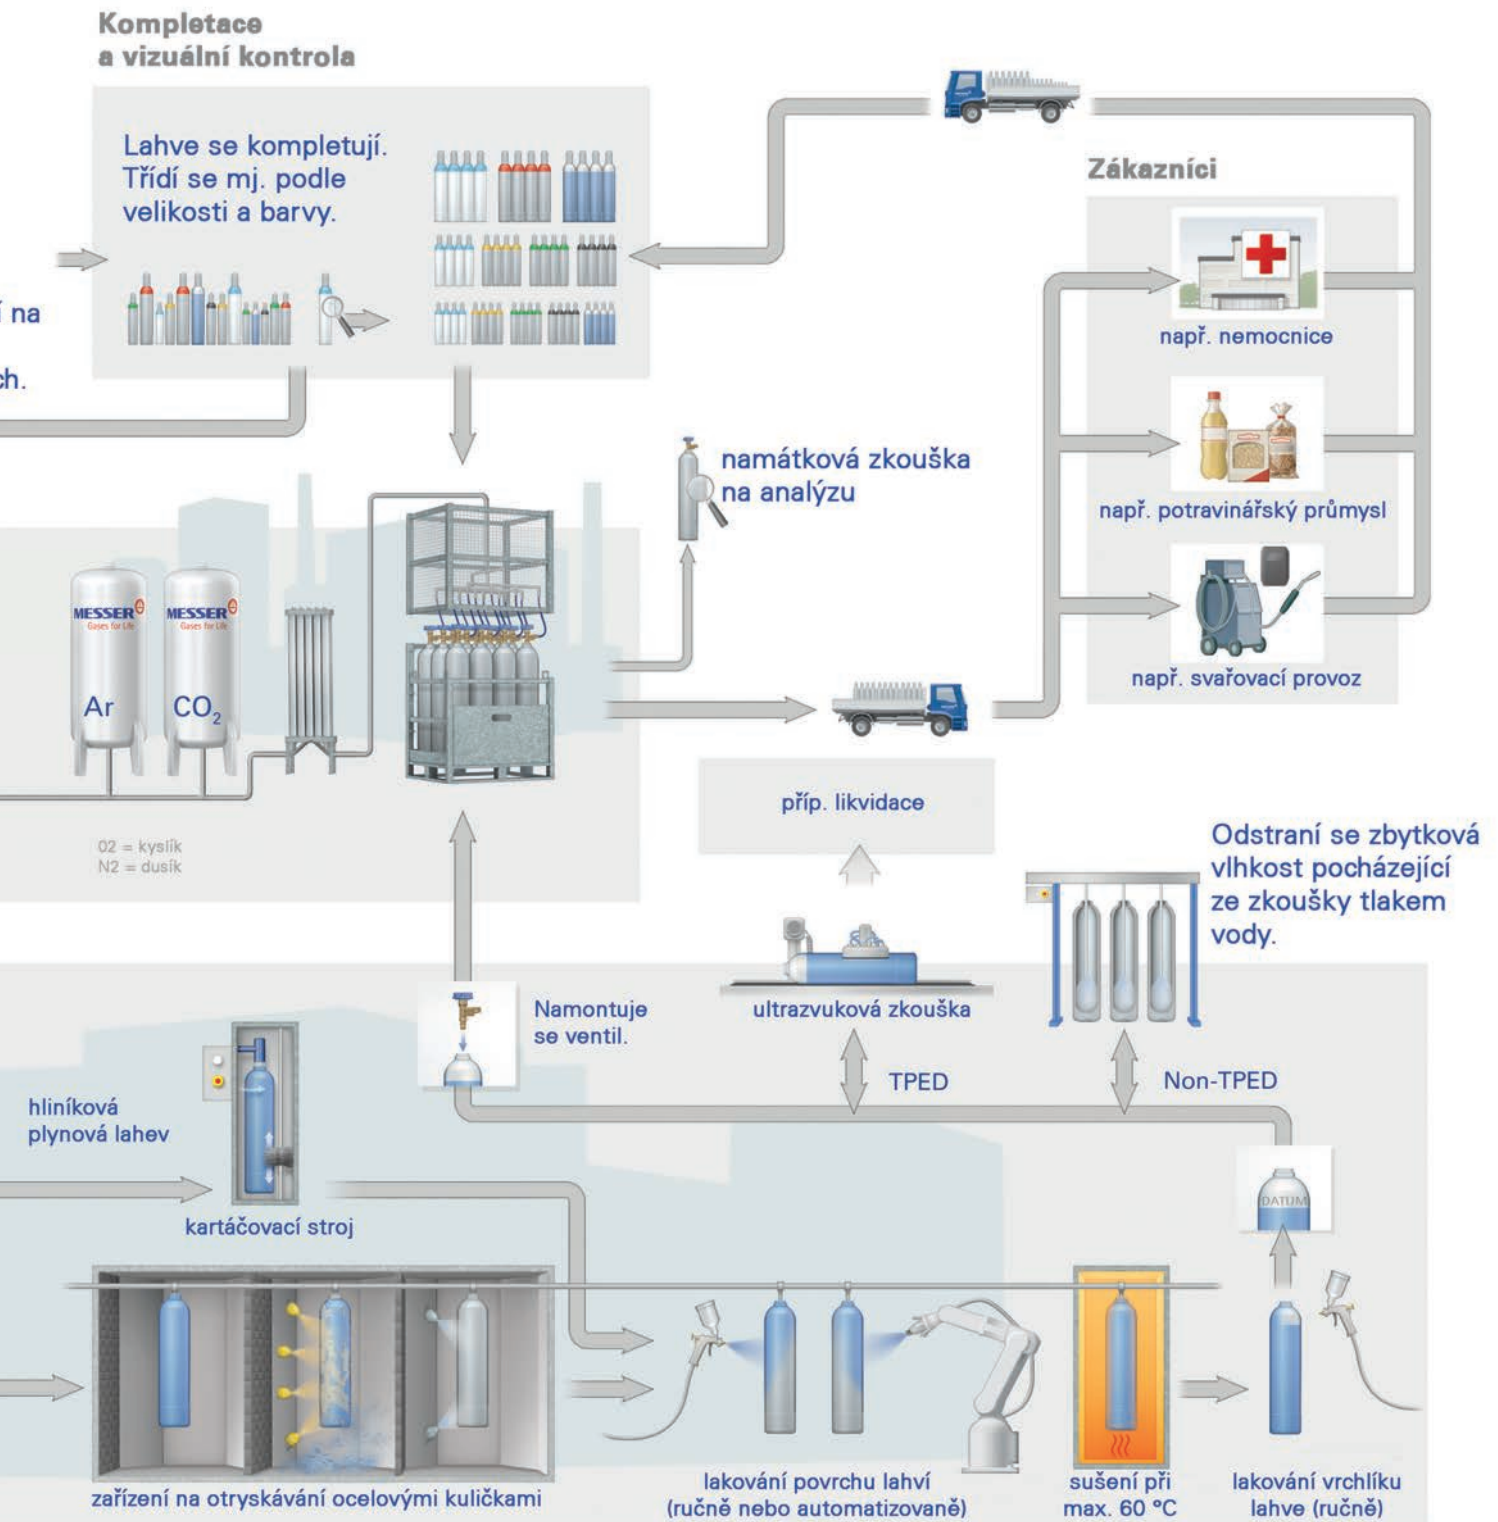 Kompletace
a vizuální kontrola
Lahve se kompletují.
Třídí se mj. podle
velikosti a barvy.
Zákazníci
např. nemocnice
í na
ch.
namátková zkouška
na analýzu
např. potravinářský průmysl
MESSER
Gases for Life
Ar
MESSER
Gases for Life
CO₂
např. svařovací provoz
příp. likvidace
O2 = kyslík
N2 = dusík
Odstraní se zbytková
vlhkost pocházející
ze zkoušky tlakem
vody.
Namontuje
se ventil.
ultrazvuková zkouška
TPED
Non-TPED
hliníková
plynová lahev
kartáčovací stroj
DATUM
zařízení na otryskávání ocelovými kuličkami
lakování povrchu lahví
(ručně nebo automatizovaně)
sušení při
max. 60 °C
lakování vrchlíku
lahve (ručně)